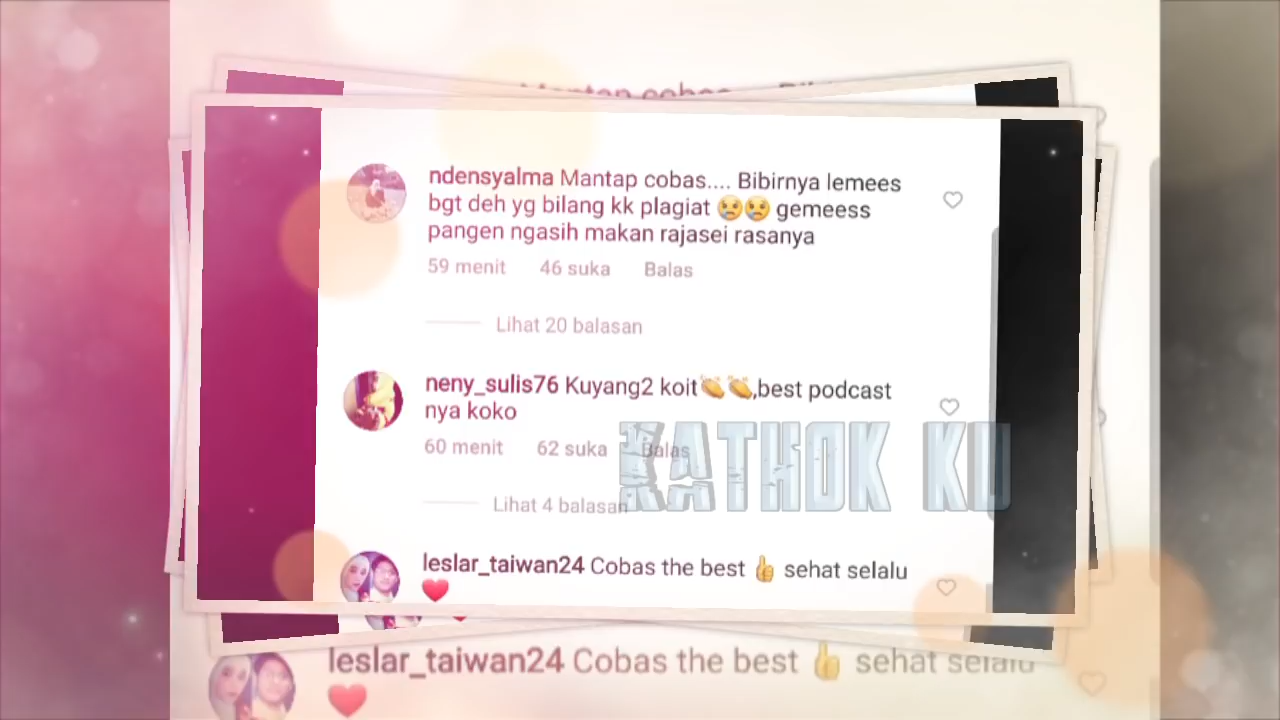 ndensyalma Mantap cobas.... Bibirnya lemees
bgt deh yg bilang kk plagiat 😢😢 gemeess
pangen ngasih makan rajasei rasanya
59 menit 46 suka Balas
Lihat 20 balasan
neny_sulis76 Kuyang2 koit👏👏,best podcast
nya koko
60 menit 62 suka Balas
KATHOK KU
Lihat 4 balasan
leslar_taiwan24 Cobas the best 👍 sehat selalu
❤️
leslar_taiwan24 Cobas the best 👍 sehat selalu
❤️